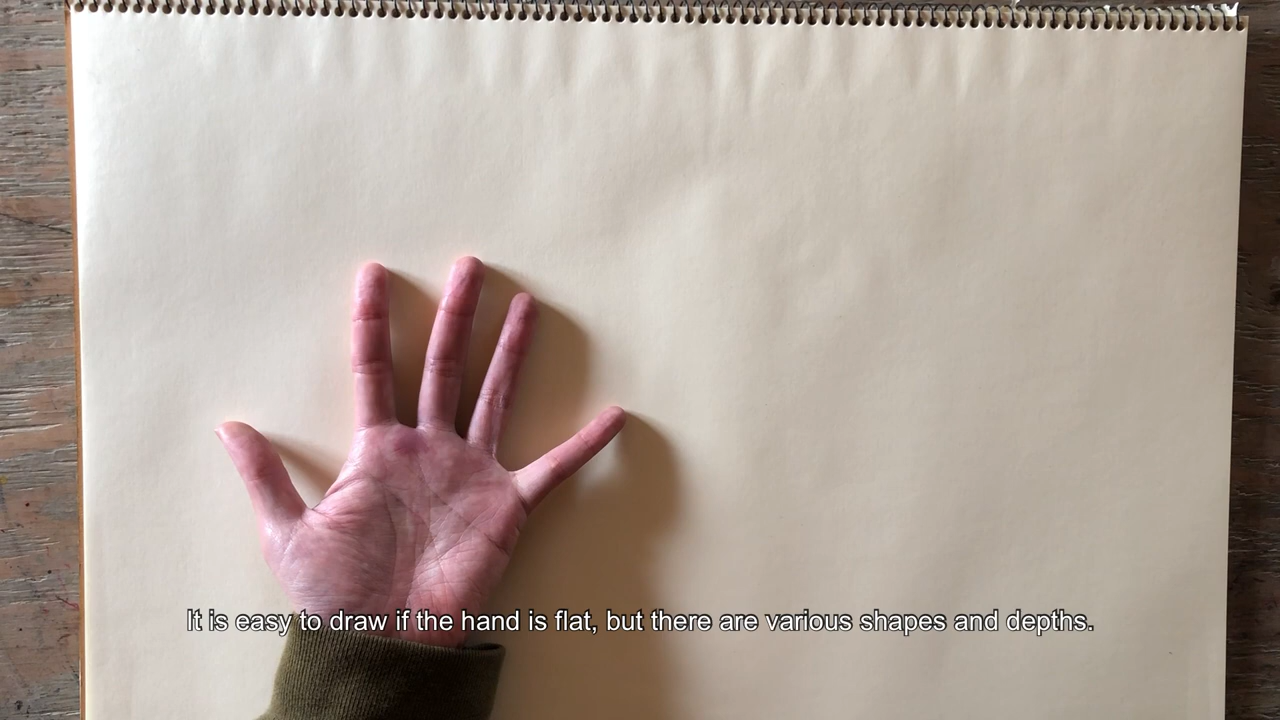 It is easy to draw if the hand is flat, but there are various shapes and depths.